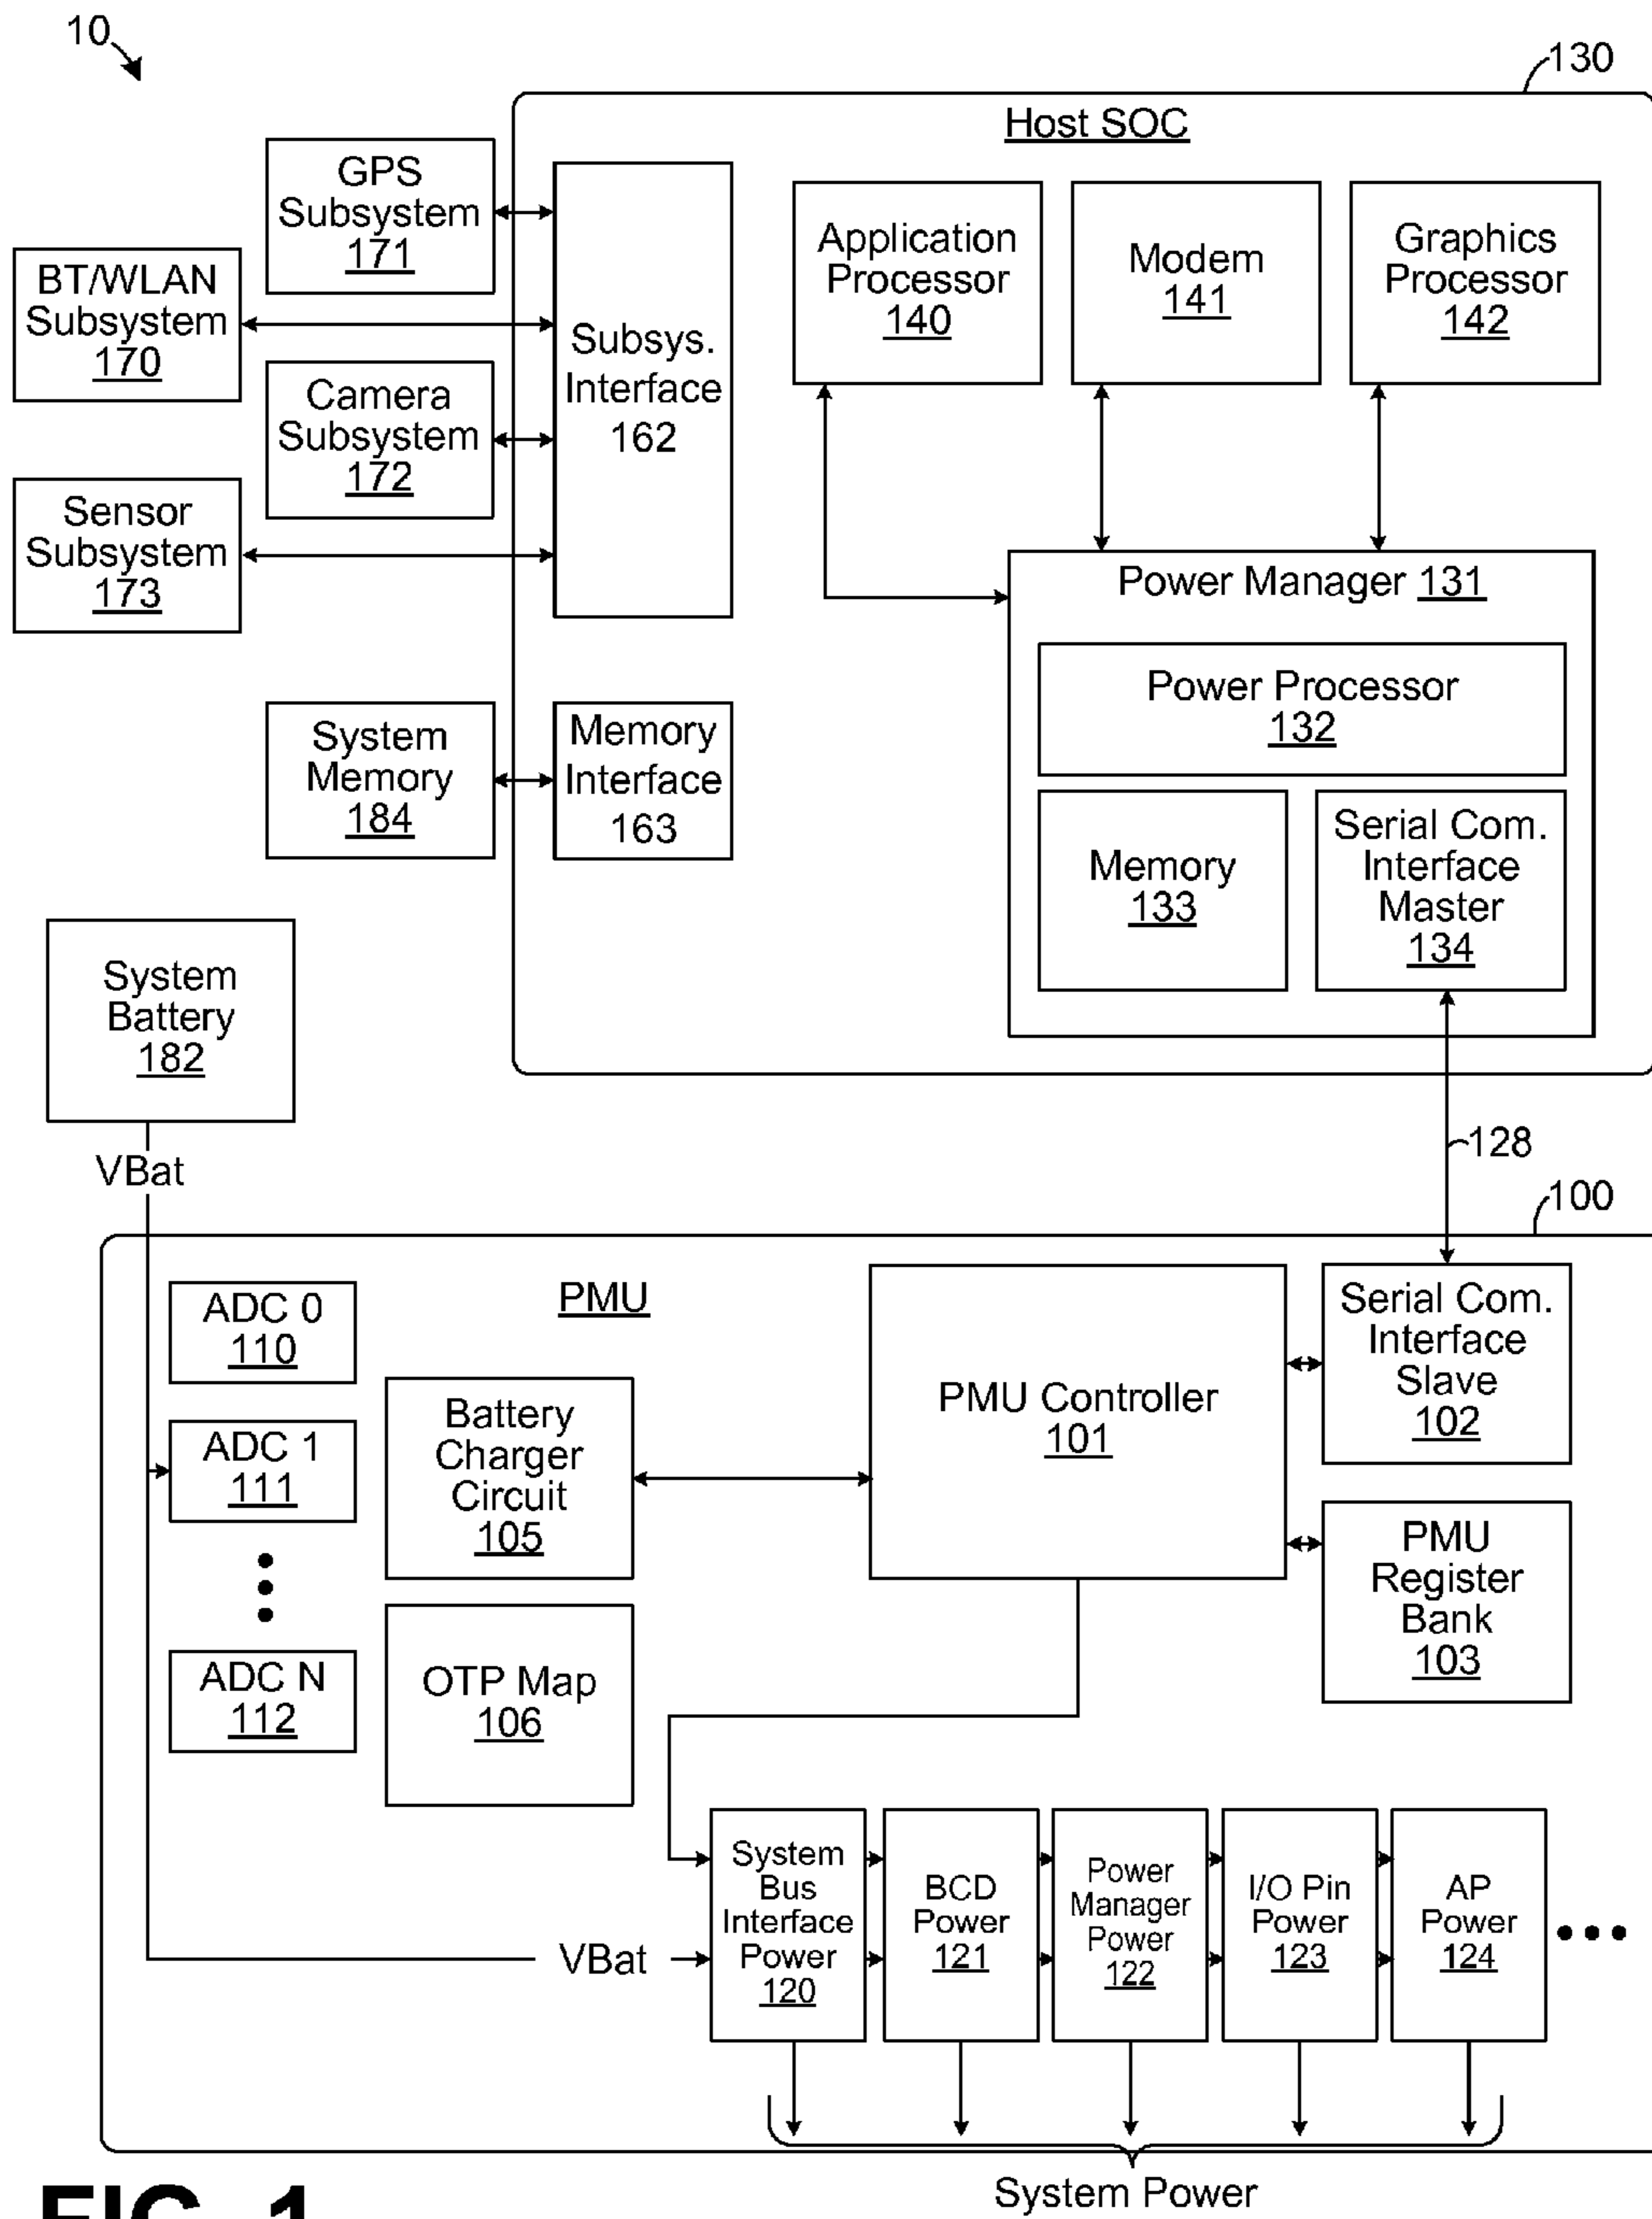 10
130
Host SOC
GPS
Subsystem
171
BT/WLAN
Subsystem
170
Camera
Subsystem
172
Sensor
Subsystem
173
Subsys.
Interface
162
Application
Processor
140
Modem
141
Graphics
Processor
142
Power Manager 131
Power Processor
132
Memory
133
Serial Com.
Interface
Master
134
System
Memory
184
Memory
Interface
163
System
Battery
182
VBat
128
100
PMU
ADC 0
110
ADC 1
111
ADC N
112
Battery
Charger
Circuit
105
OTP Map
106
PMU Controller
101
Serial Com.
Interface
Slave
102
PMU
Register
Bank
103
VBat
System
Bus
Interface
Power
120
BCD
Power
121
Power
Manager
Power
122
I/O Pin
Power
123
AP
Power
124
System Power
FIG. 1